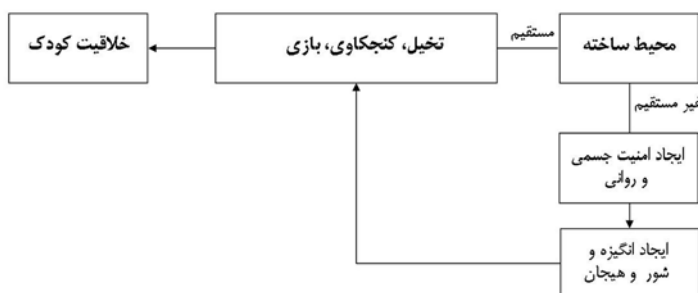 محیط ساخته
مستقیم
تخیل، کنجکاوی، بازی
خلاقیت کودک
غیر مستقیم
ایجاد امنیت جسمی
و روانی
ایجاد انگیزه و
شور و هیجان